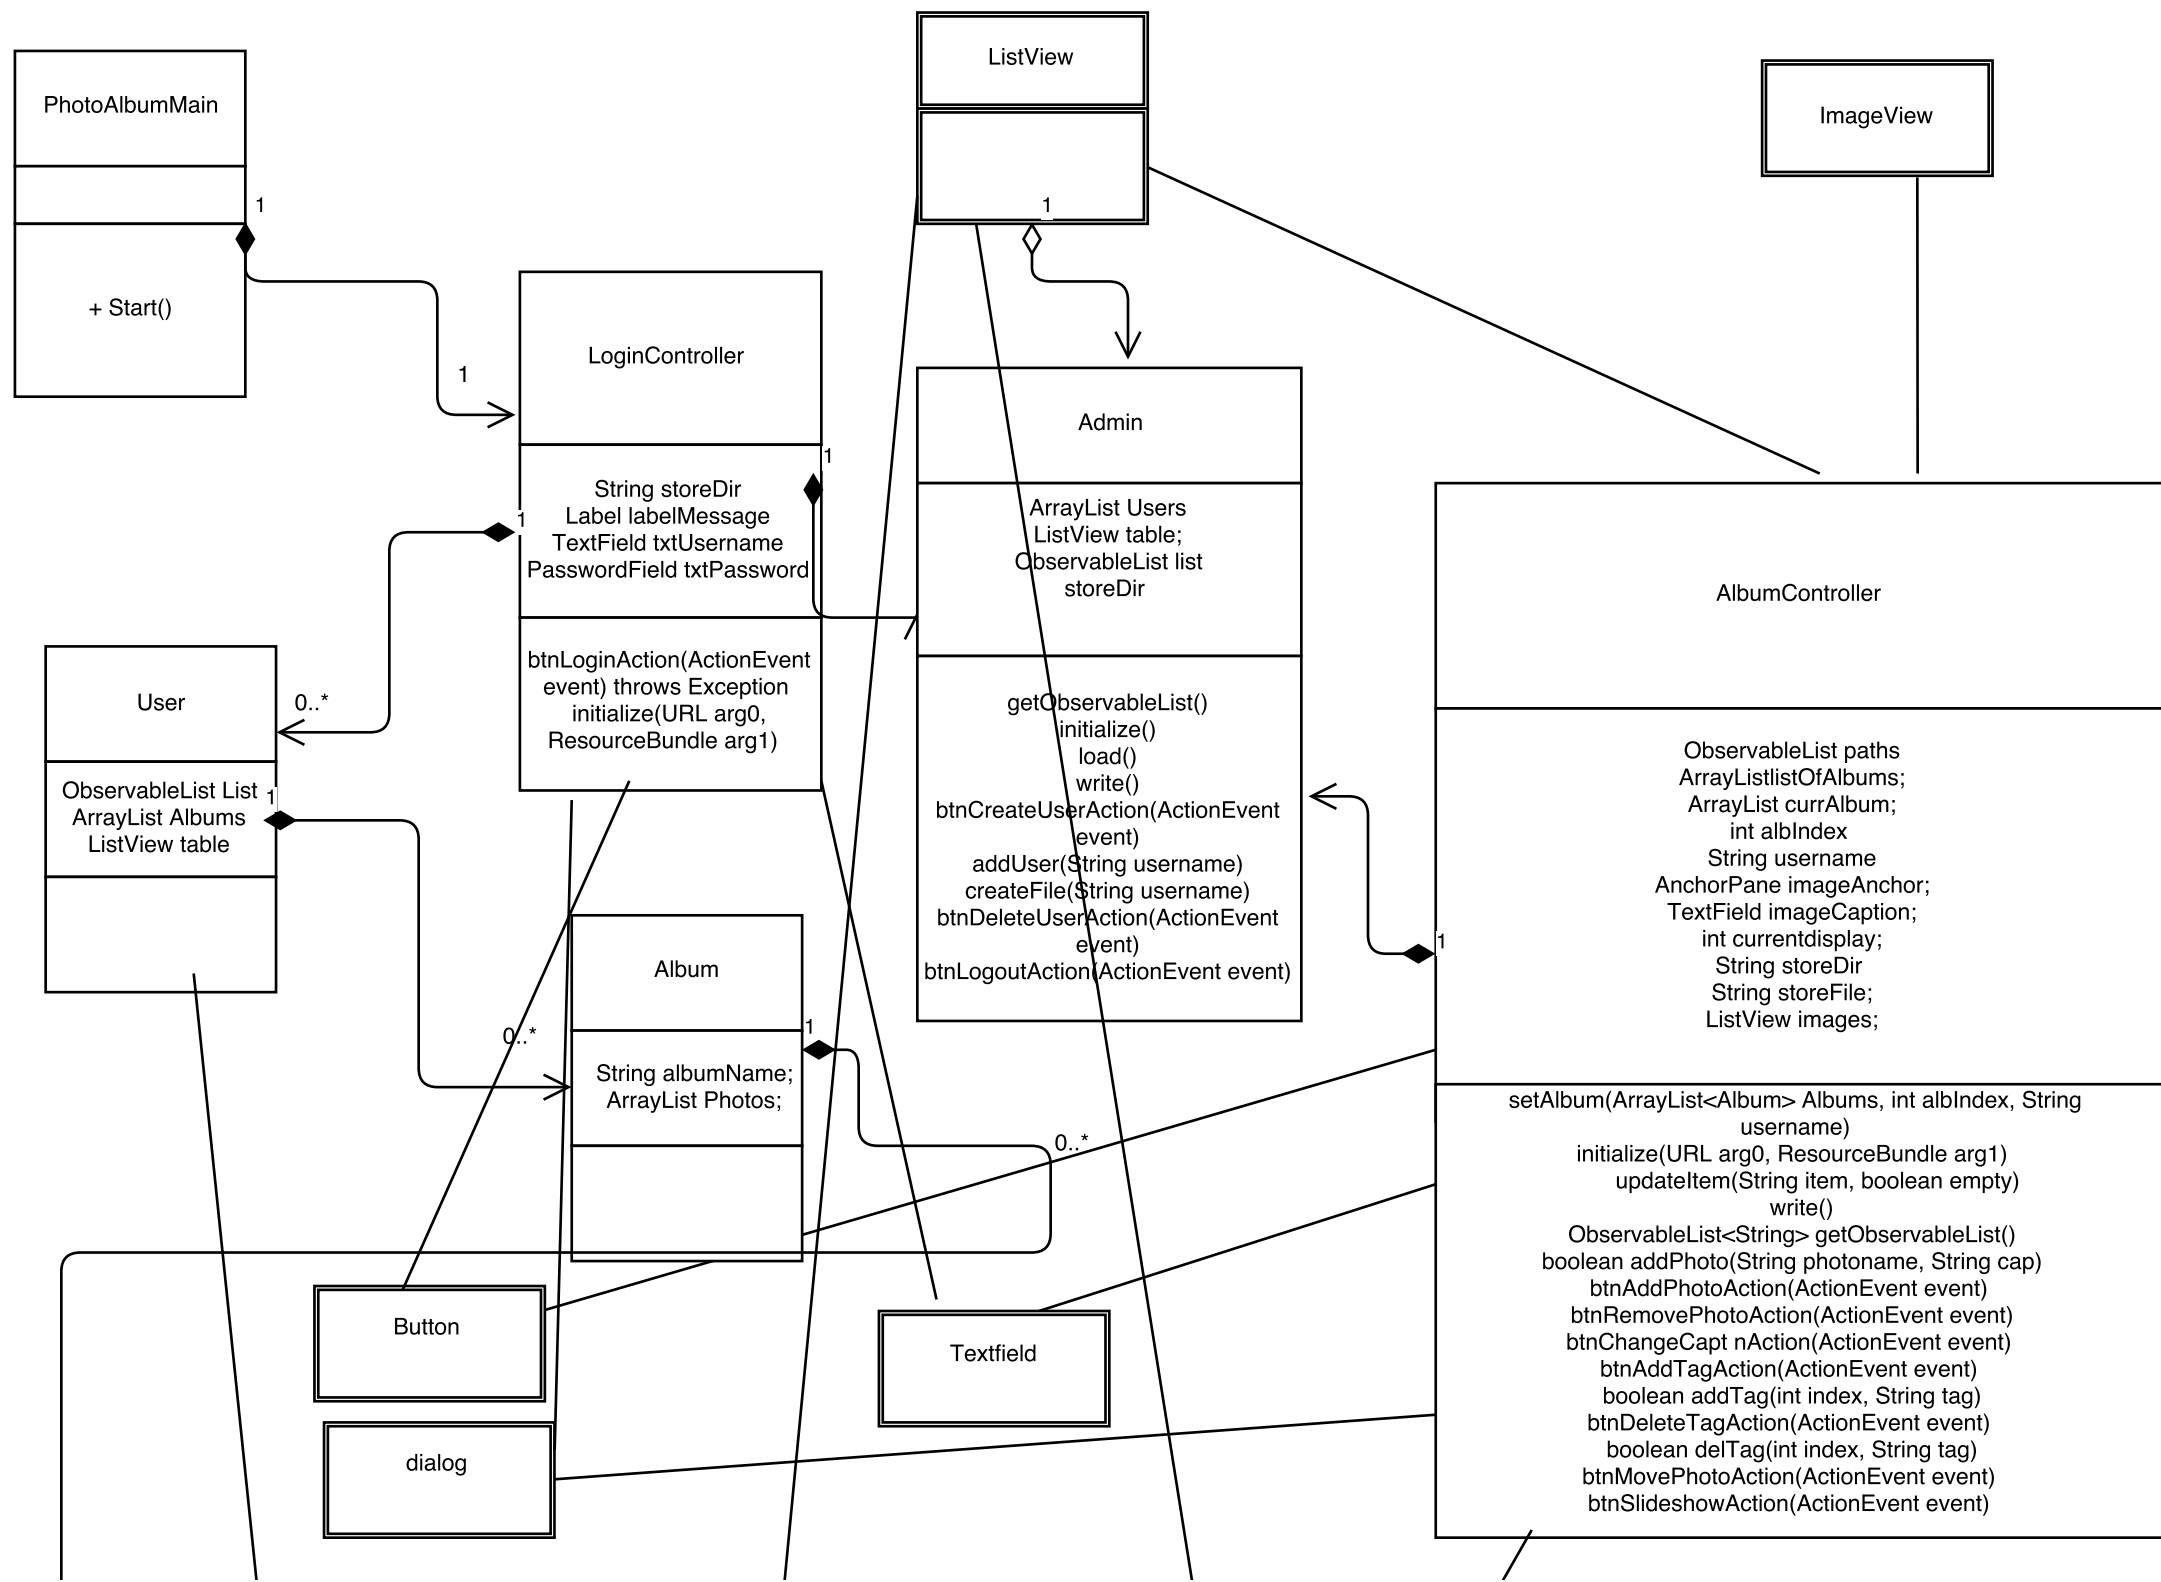 PhotoAlbumMain
1
+ Start()
1
ListView
1
ImageView
LoginController
1
String storeDir
Label labelMessage
TextField txtUsername
PasswordField txtPassword
1
btnLoginAction(ActionEvent
event) throws Exception
initialize(URL arg0,
ResourceBundle arg1)
Admin
ArrayList Users
ListView table;
ObservableList list
storeDir
getObservableList()
initialize()
load()
write()
btnCreateUserAction(ActionEvent
event)
addUser(String username)
createFile(String username)
btnDeleteUserAction(ActionEvent
event)
btnLogoutAction(ActionEvent event)
User
0..*
ObservableList List
ArrayList Albums
ListView table
1
Album
0..*
1
String albumName;
ArrayList Photos;
0..*
AlbumController
ObservableList paths
ArrayListlistOfAlbums;
ArrayList currAlbum;
int albIndex
String username
AnchorPane imageAnchor;
TextField imageCaption;
int currentdisplay;
String storeDir
String storeFile;
ListView images;
1
setAlbum(ArrayList<Album> Albums, int albIndex, String
username)
initialize(URL arg0, ResourceBundle arg1)
updateItem(String item, boolean empty)
write()
ObservableList<String> getObservableList()
boolean addPhoto(String photoname, String cap)
btnAddPhotoAction(ActionEvent event)
btnRemovePhotoAction(ActionEvent event)
btnChangeCapt nAction(ActionEvent event)
btnAddTagAction(ActionEvent event)
boolean addTag(int index, String tag)
btnDeleteTagAction(ActionEvent event)
boolean delTag(int index, String tag)
btnMovePhotoAction(ActionEvent event)
btnSlideshowAction(ActionEvent event)
Button
Textfield
dialog